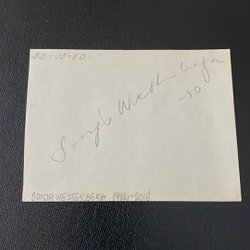 22-10-50.
Sonja Westerberg
-50
SONJA WESTERBERG 1930-2018